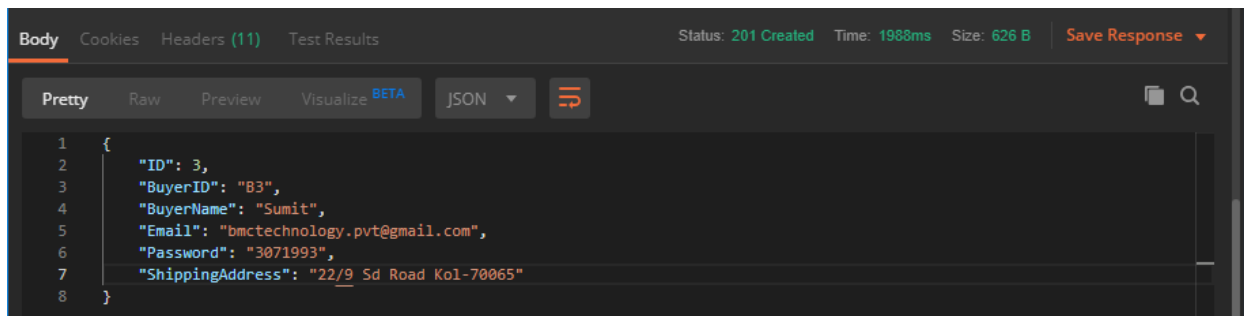 Body Cookies Headers (11) Test Results Status: 201 Created Time: 1988ms Size: 626 B Save Response
Pretty Raw Preview Visualize BETA JSON
1 {
2 "ID": 3,
3 "BuyerID": "B3",
4 "BuyerName": "Sumit",
5 "Email": "bmctechnology.pvt@gmail.com",
6 "Password": "3071993",
7 "ShippingAddress": "22/9 Sd Road Kol-70065"
8 }